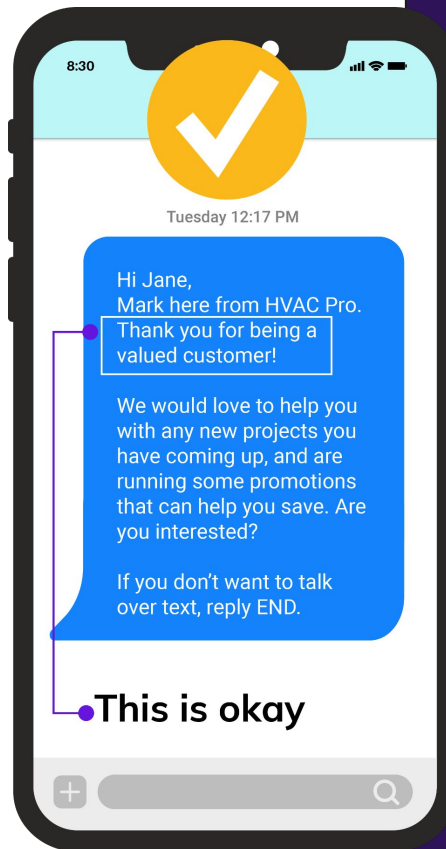 8:30
Tuesday 12:17 PM
Hi Jane,
Mark here from HVAC Pro.
Thank you for being a
valued customer!
We would love to help you
with any new projects you
have coming up, and are
running some promotions
that can help you save. Are
you interested?
If you don’t want to talk
over text, reply END.
This is okay